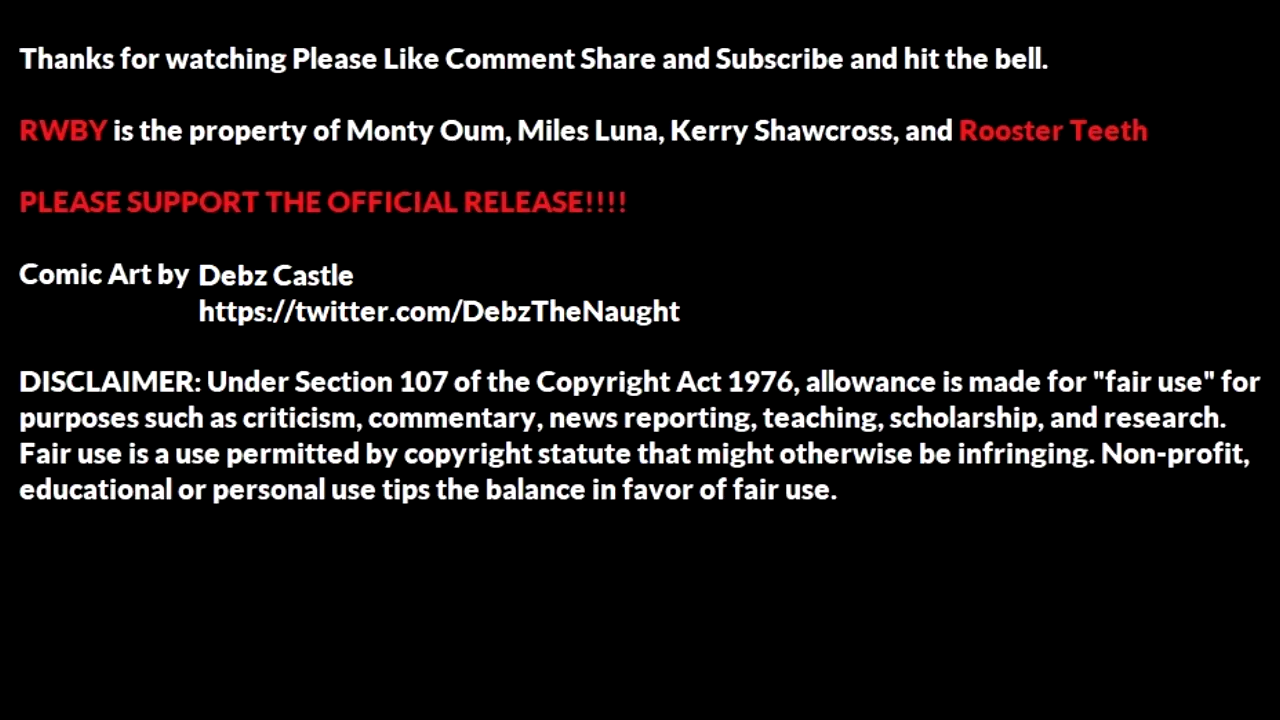 Thanks for watching Please Like Comment Share and Subscribe and hit the bell.
RWBY is the property of Monty Oum, Miles Luna, Kerry Shawcross, and Rooster Teeth
PLEASE SUPPORT THE OFFICIAL RELEASE!!!!
Comic Art by Debz Castle
https://twitter.com/DebzTheNaught
DISCLAIMER: Under Section 107 of the Copyright Act 1976, allowance is made for "fair use" for
purposes such as criticism, commentary, news reporting, teaching, scholarship, and research.
Fair use is a use permitted by copyright statute that might otherwise be infringing. Non-profit,
educational or personal use tips the balance in favor of fair use.